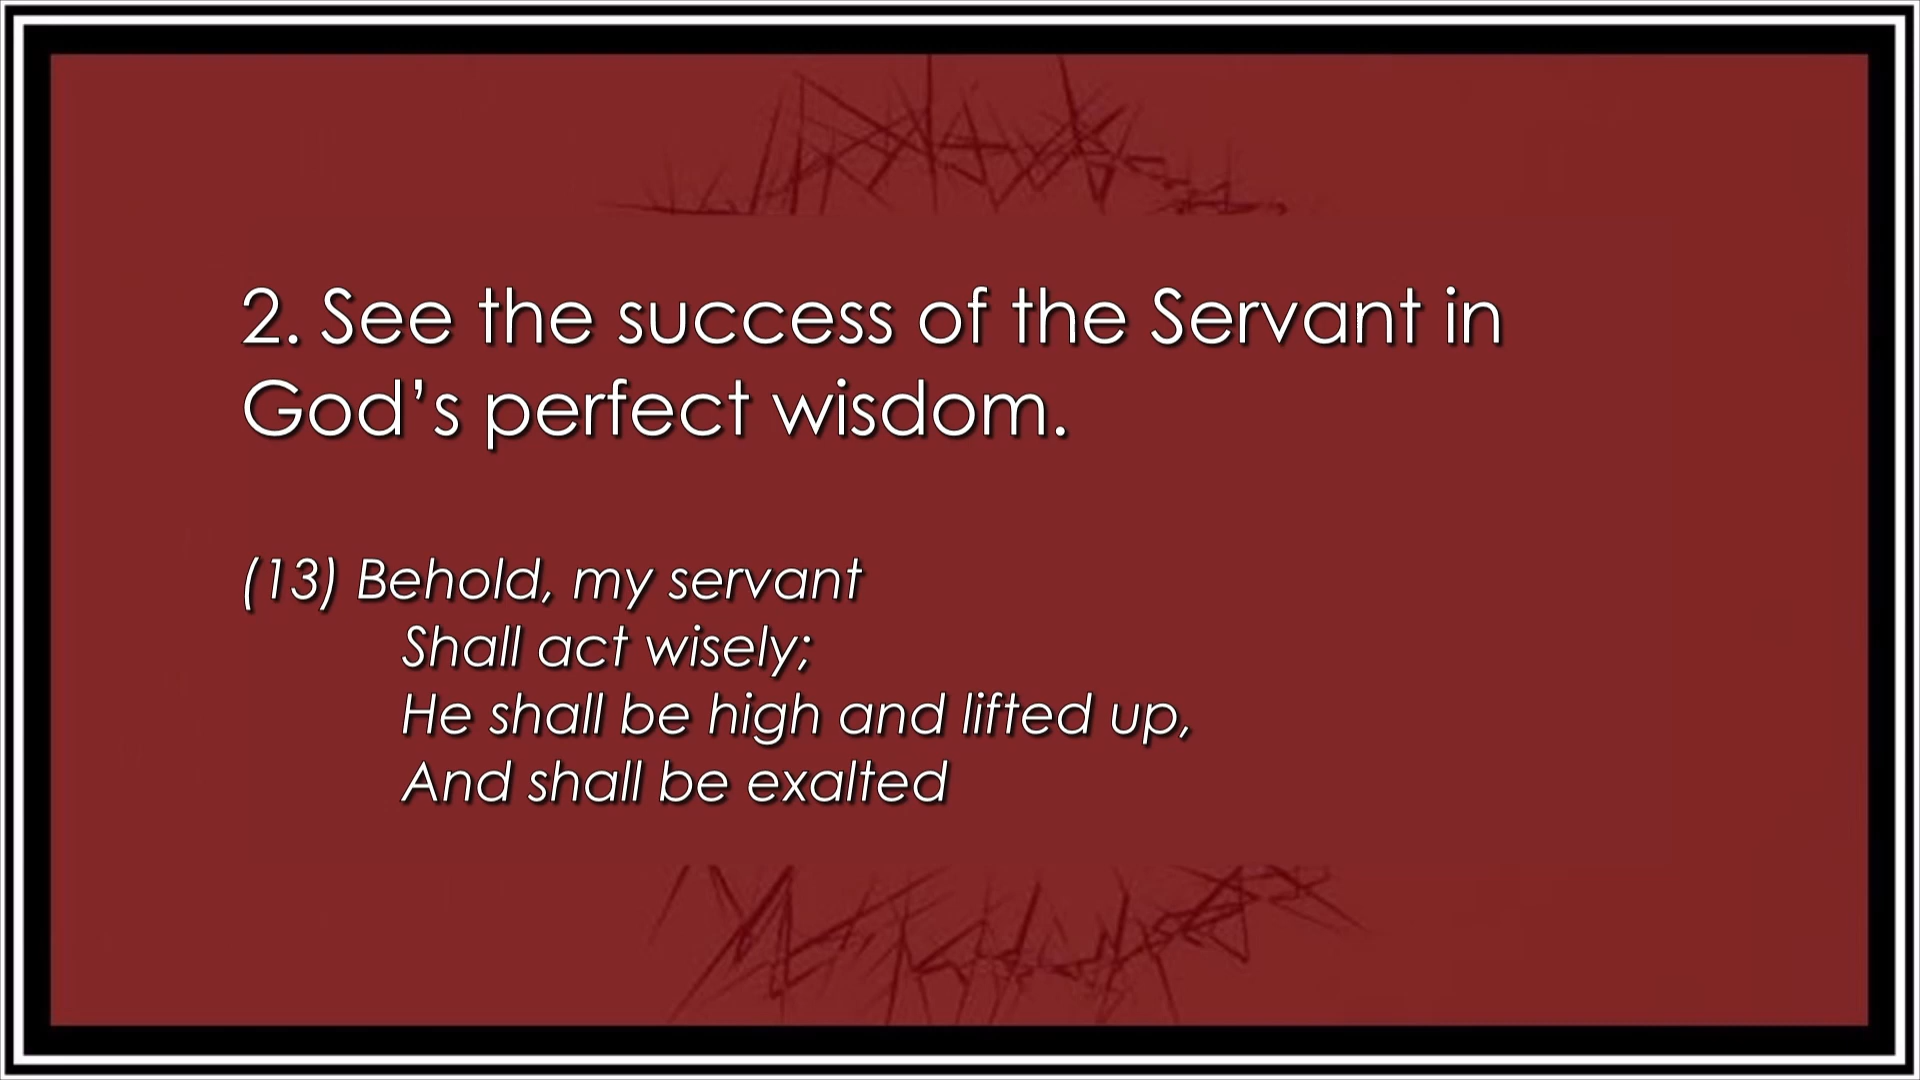 2. See the success of the Servant in
God’s perfect wisdom.
(13) Behold, my servant
Shall act wisely;
He shall be high and lifted up,
And shall be exalted